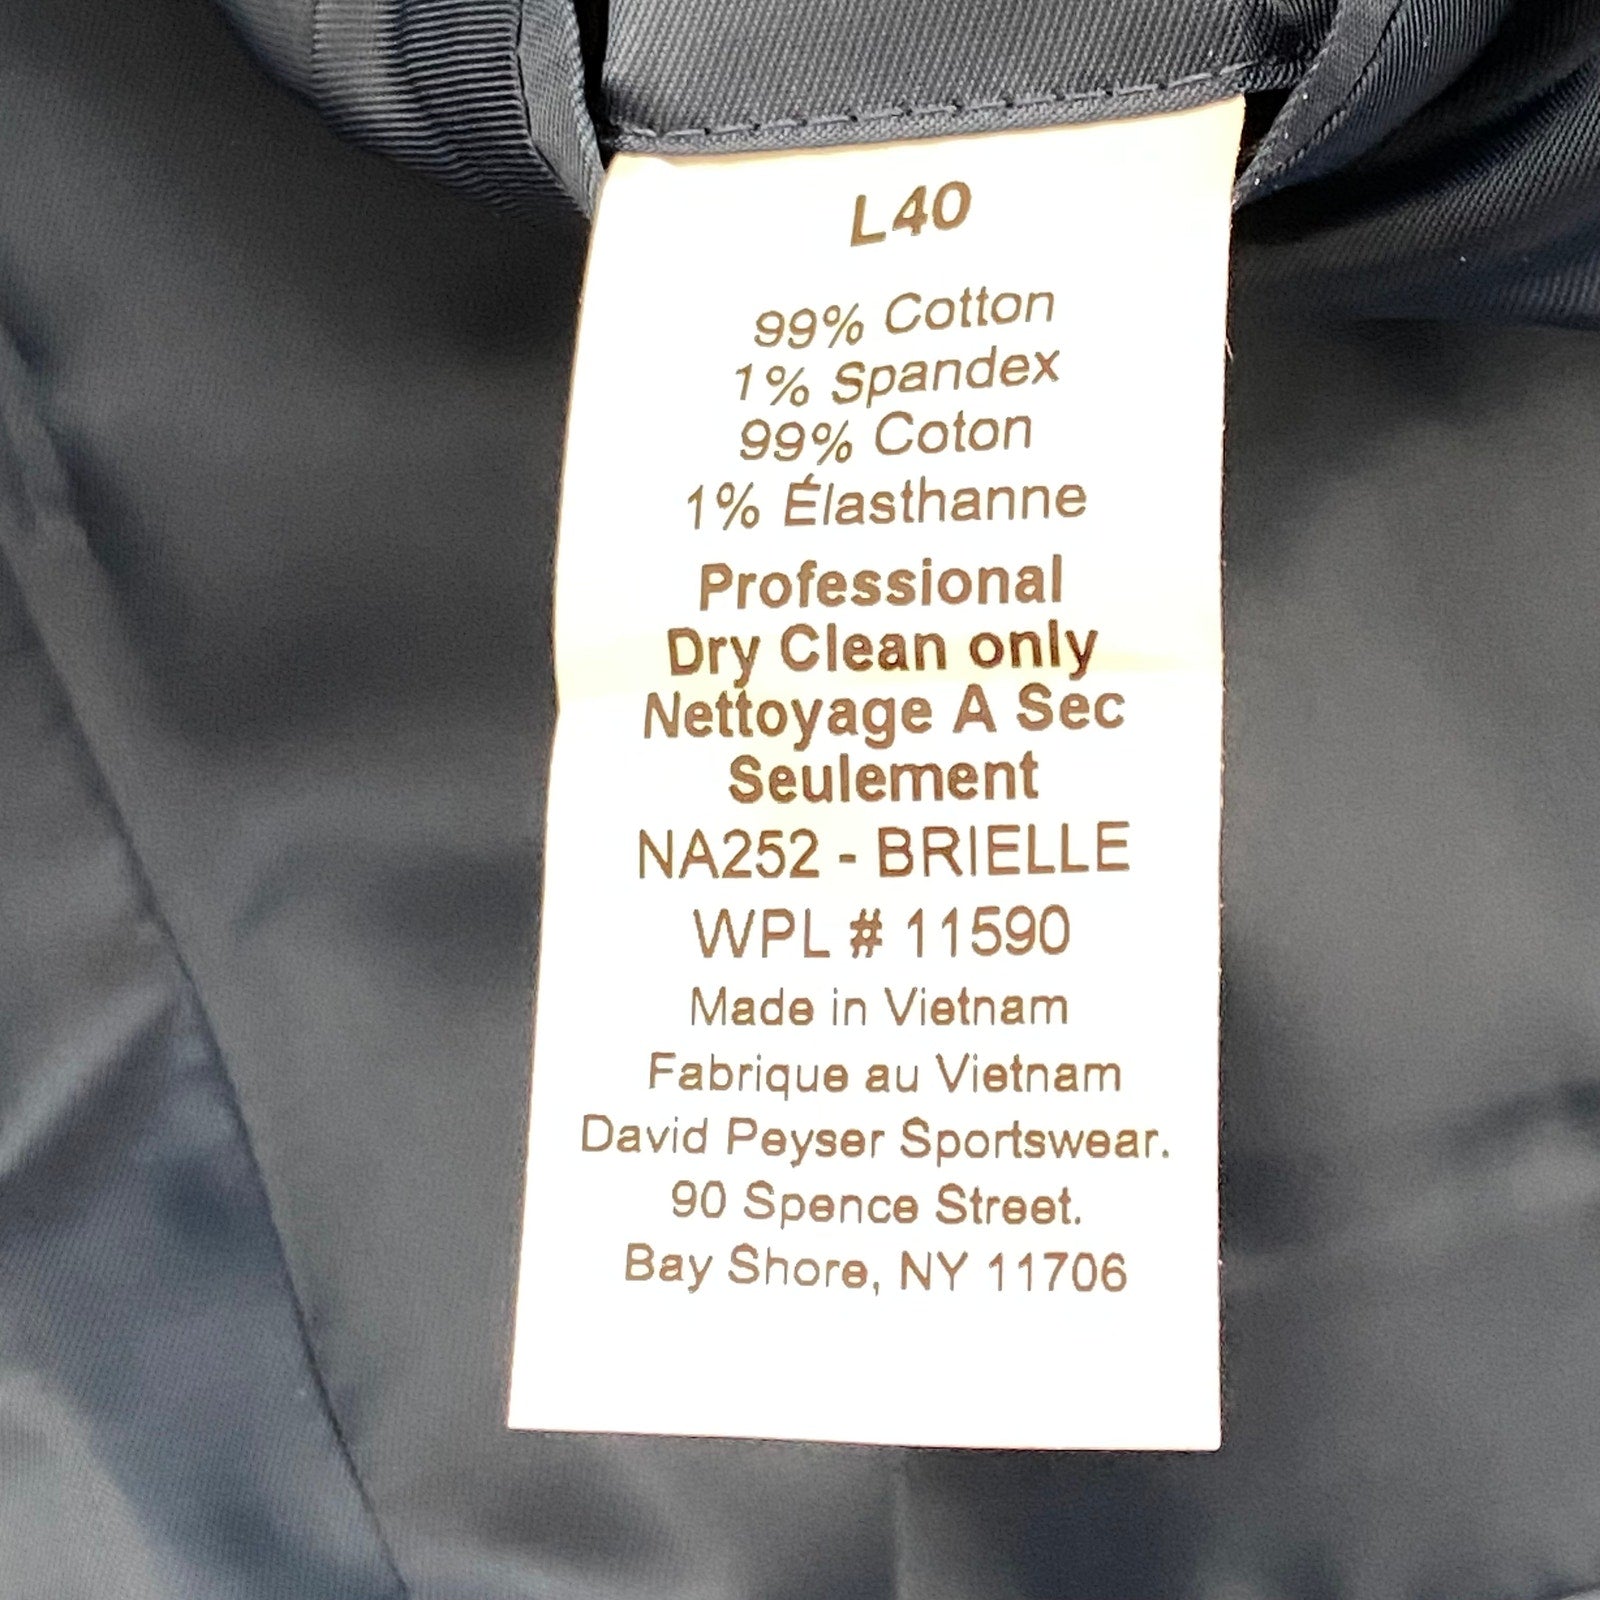 L40
99% Cotton
1% Spandex
99% Coton
1% Élasthanne
Professional
Dry Clean only
Nettoyage A Sec
Seulement
NA252 - BRIELLE
WPL # 11590
Made in Vietnam
Fabrique au Vietnam
David Peyser Sportswear.
90 Spence Street.
Bay Shore, NY 11706